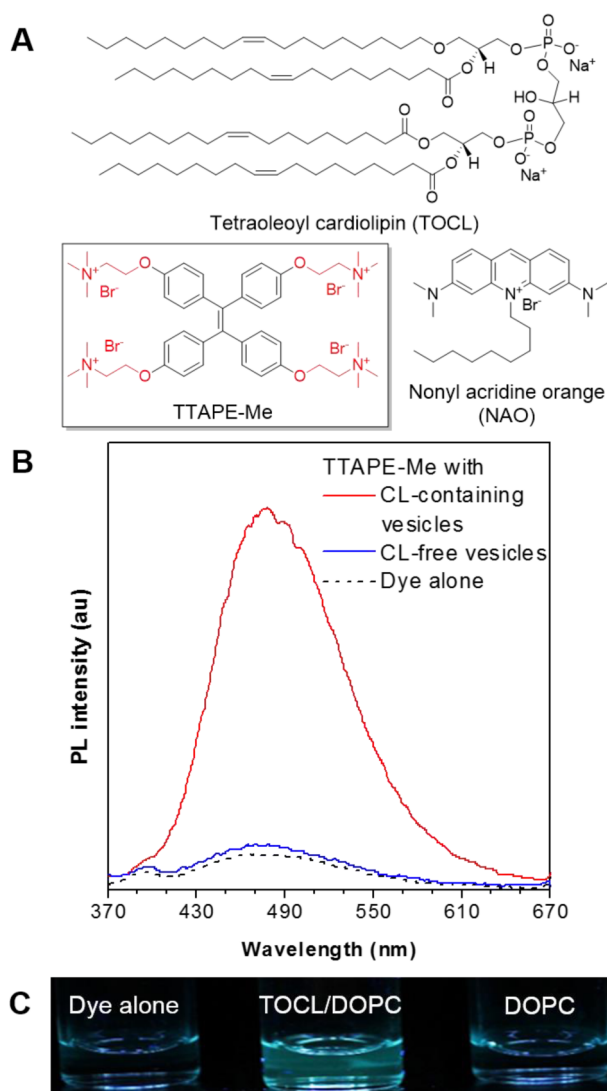 A
O
O
P
O
O
O-
Na+
O
H
O
O
HO
H
O
O
O
O
P
O
O
H
O-
Na+
O
Tetraoleoyl cardiolipin (TOCL)
N+
Br-
O
O
N+
Br-
Br-
N+
O
O
Br-
N+
TTAPE-Me
N
N+
Br-
N
Nonyl acridine orange
(NAO)
B
TTAPE-Me with
CL-containing
vesicles
CL-free vesicles
Dye alone
PL intensity (au)
370 430 490 550 610 670
Wavelength (nm)
C
Dye alone TOCL/DOPC DOPC